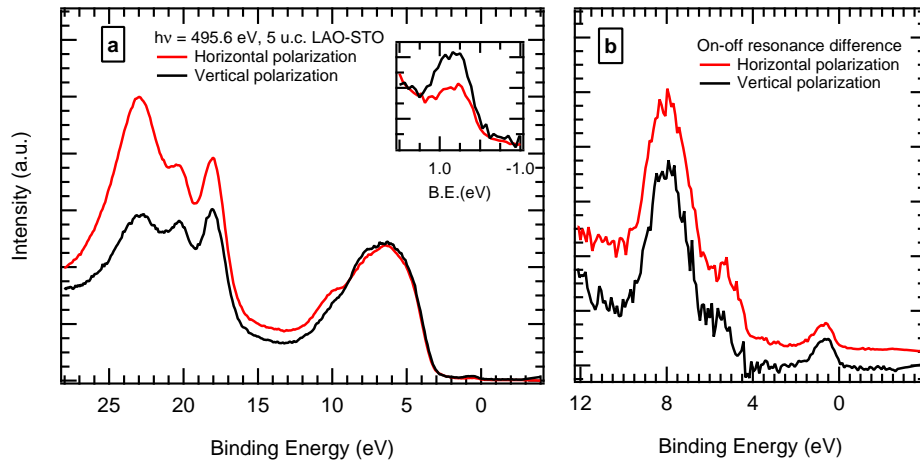 a
hν = 495.6 eV, 5 u.c. LAO-STO
Horizontal polarization
Vertical polarization
1.0
-1.0
B.E.(eV)
Intensity (a.u.)
25
20
15
10
5
0
Binding Energy (eV)
b
On-off resonance difference
Horizontal polarization
Vertical polarization
12
8
4
0
Binding Energy (eV)